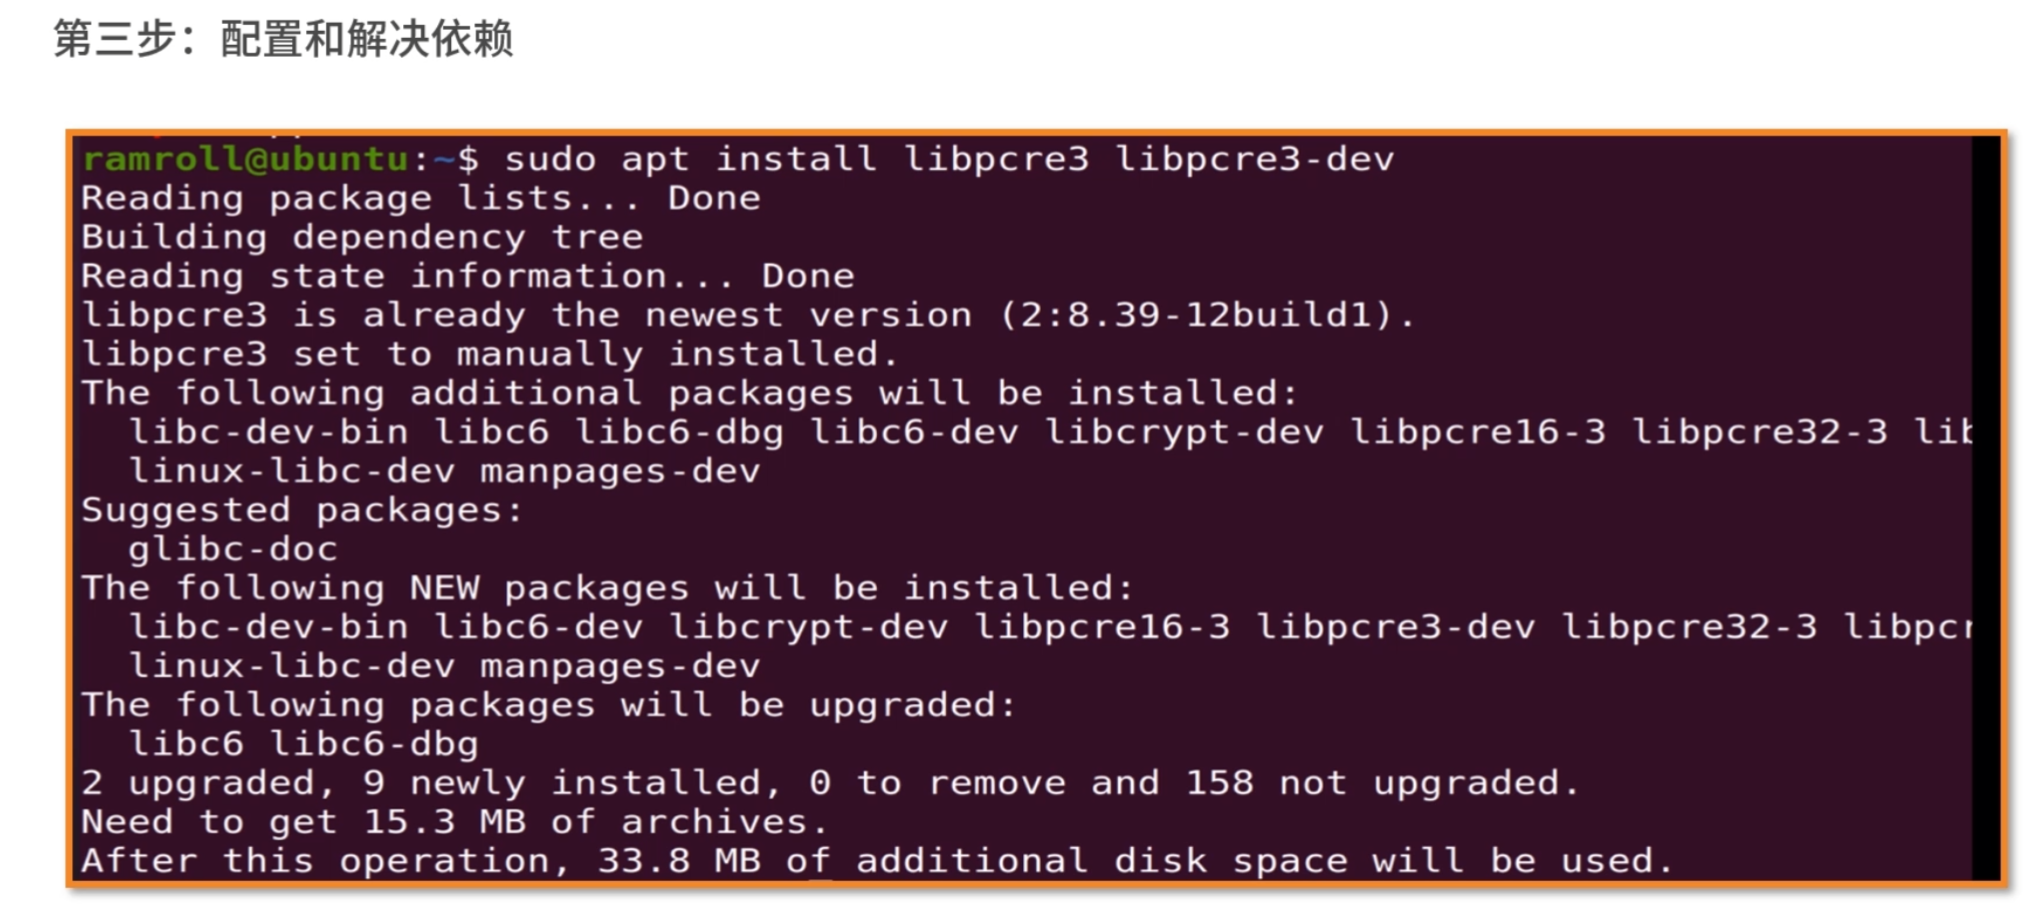 第三步：配置和解决依赖
ramroll@ubuntu:~$ sudo apt install libpcre3 libpcre3-dev
Reading package lists... Done
Building dependency tree
Reading state information... Done
libpcre3 is already the newest version (2:8.39-12build1).
libpcre3 set to manually installed.
The following additional packages will be installed:
  libc-dev-bin libc6 libc6-dbg libc6-dev libcrypt-dev libpcre16-3 libpcre32-3
  linux-libc-dev manpages-dev
Suggested packages:
  glibc-doc
The following NEW packages will be installed:
  libc-dev-bin libc6-dev libcrypt-dev libpcre16-3 libpcre3-dev libpcre32-3
  linux-libc-dev manpages-dev
The following packages will be upgraded:
  libc6 libc6-dbg
2 upgraded, 9 newly installed, 0 to remove and 158 not upgraded.
Need to get 15.3 MB of archives.
After this operation, 33.8 MB of additional disk space will be used.